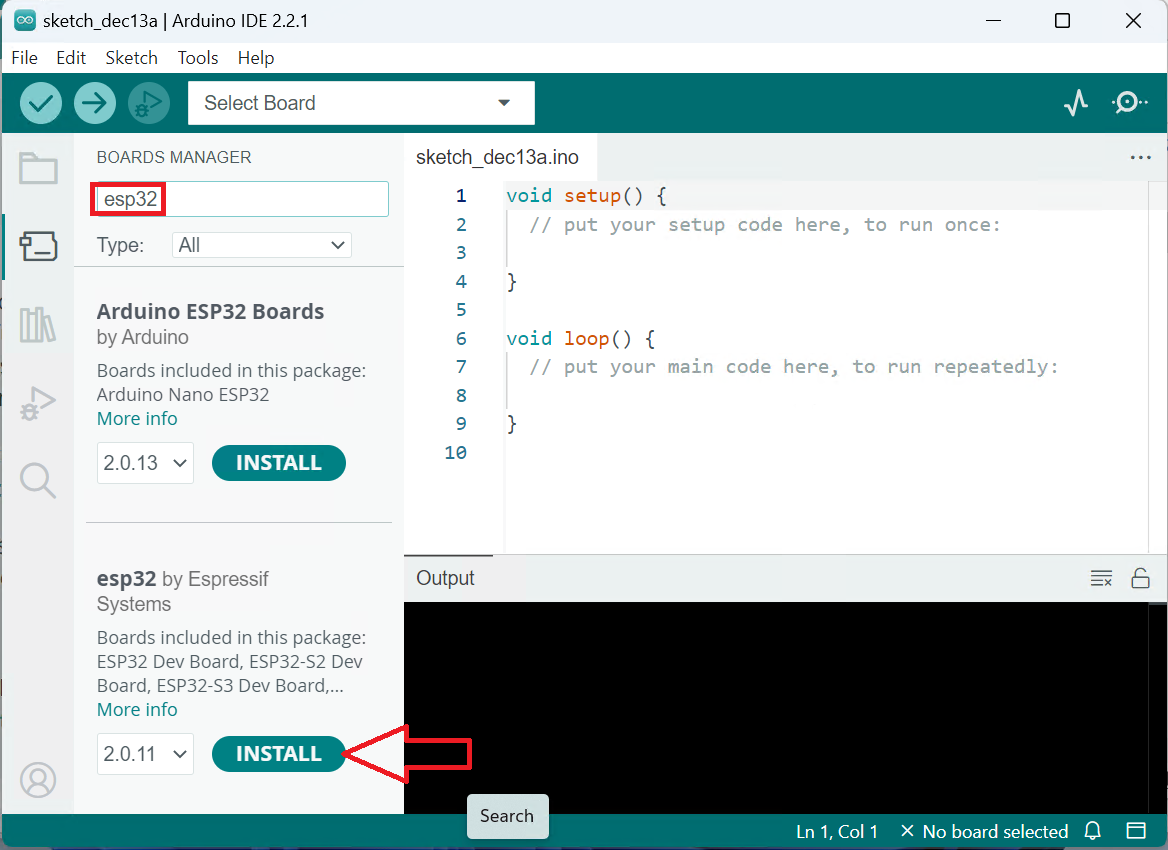 sketch_dec13a | Arduino IDE 2.2.1
File Edit Sketch Tools Help
Select Board
BOARDS MANAGER
esp32
Type: All
Arduino ESP32 Boards
by Arduino
Boards included in this package:
Arduino Nano ESP32
More info
2.0.13 INSTALL
esp32 by Espressif
Systems
Boards included in this package:
ESP32 Dev Board, ESP32-S2 Dev
Board, ESP32-S3 Dev Board,...
More info
2.0.11 INSTALL
sketch_dec13a.ino
1 void setup() {
2 // put your setup code here, to run once:
3
4 }
5
6 void loop() {
7 // put your main code here, to run repeatedly:
8
9 }
10
Output
Search
Ln 1, Col 1 × No board selected